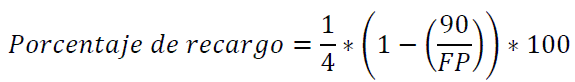 Porcentaje de recargo = 1/4 * (1 − (90/FP)) * 100